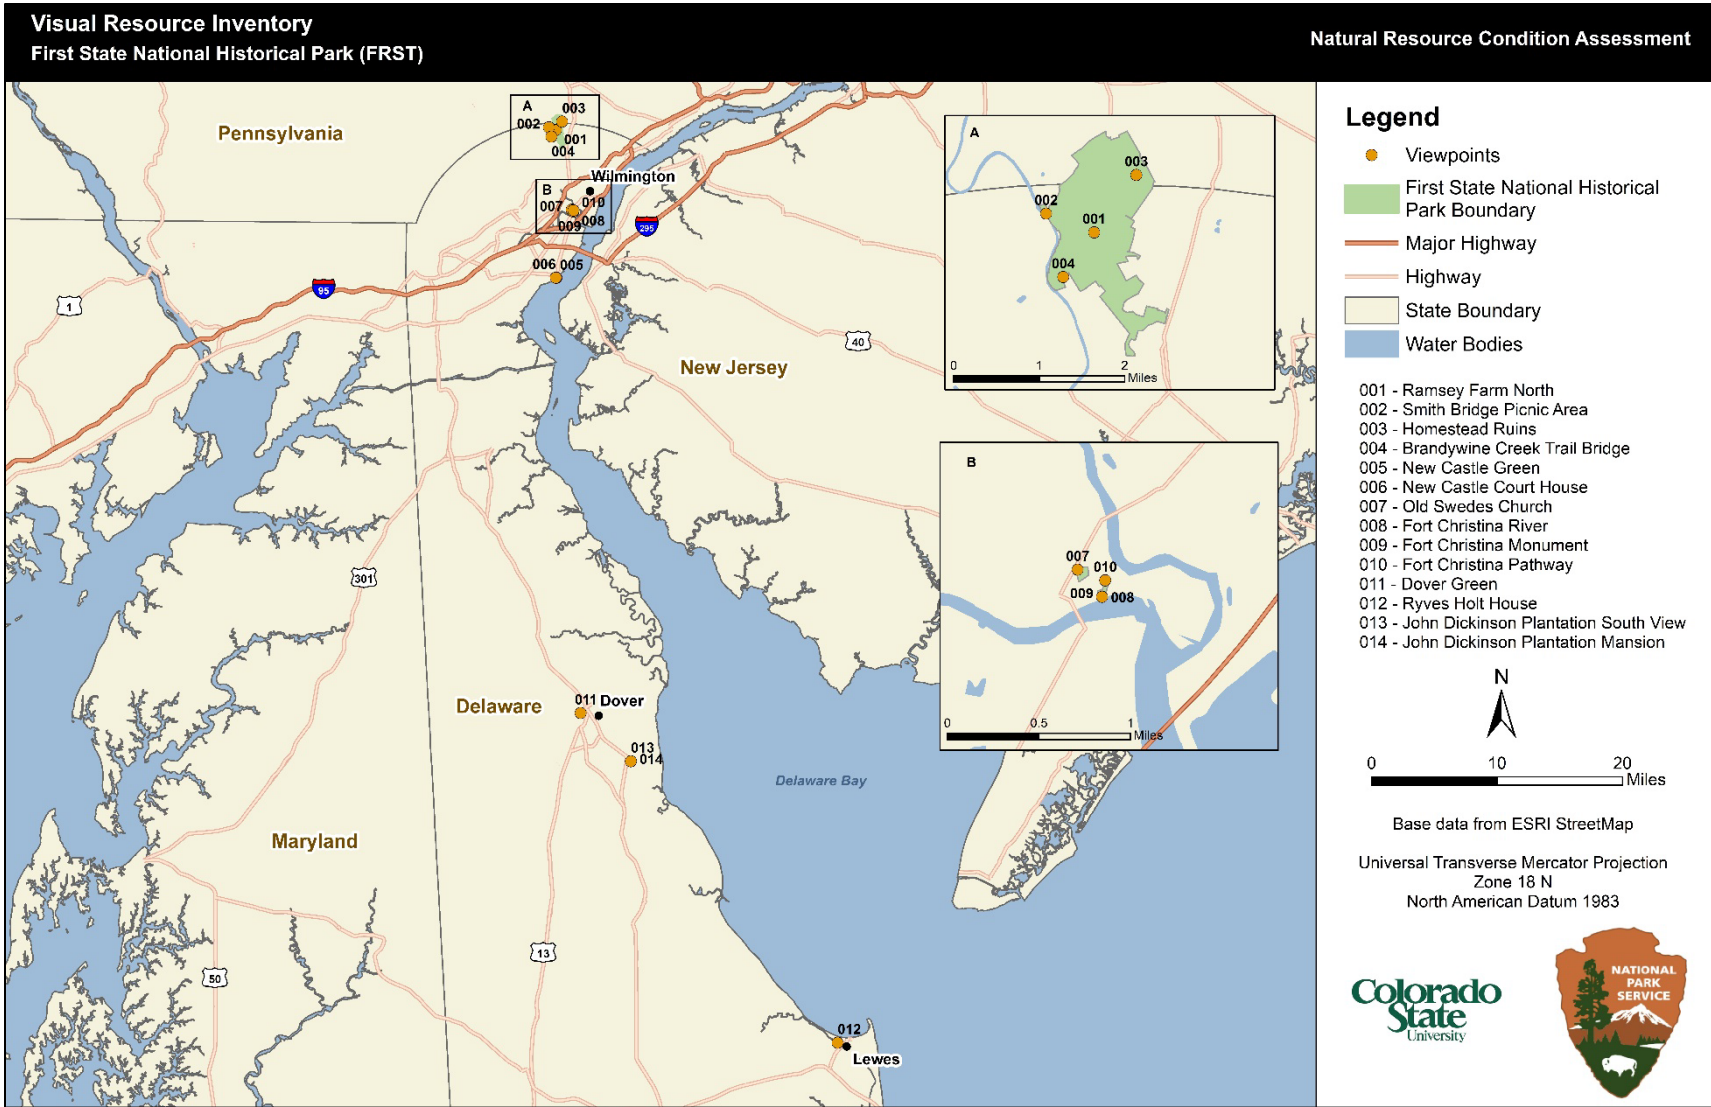 Visual Resource Inventory
First State National Historical Park (FRST)
Natural Resource Condition Assessment
Pennsylvania
A
003
002
001
004
Wilmington
B
007
010
008
009
295
006 005
95
1
40
New Jersey
301
Delaware
011 Dover
013
014
Delaware Bay
Maryland
13
50
012
Lewes
A
003
002
001
004
0 1 2
Miles
B
007
010
009 008
0 0.5 1
Miles
Legend
Viewpoints
First State National Historical
Park Boundary
Major Highway
Highway
State Boundary
Water Bodies
001 - Ramsey Farm North
002 - Smith Bridge Picnic Area
003 - Homestead Ruins
004 - Brandywine Creek Trail Bridge
005 - New Castle Green
006 - New Castle Court House
007 - Old Swedes Church
008 - Fort Christina River
009 - Fort Christina Monument
010 - Fort Christina Pathway
011 - Dover Green
012 - Ryves Holt House
013 - John Dickinson Plantation South View
014 - John Dickinson Plantation Mansion
N
0 10 20
Miles
Base data from ESRI StreetMap
Universal Transverse Mercator Projection
Zone 18 N
North American Datum 1983
Colorado
State
University
NATIONAL
PARK
SERVICE